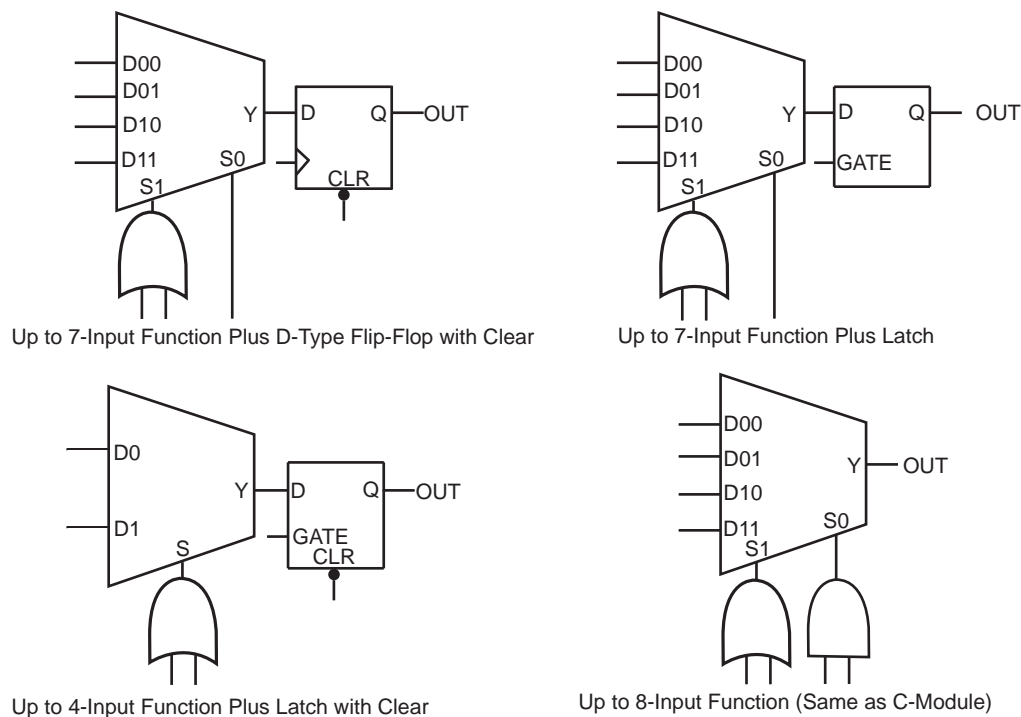 D00
D01
D10
D11
Y
S0
S1
D
Q
OUT
CLR
Up to 7-Input Function Plus D-Type Flip-Flop with Clear
D00
D01
D10
D11
Y
S0
S1
D
Q
OUT
GATE
Up to 7-Input Function Plus Latch
D0
D1
Y
S
D
Q
OUT
GATE
CLR
Up to 4-Input Function Plus Latch with Clear
D00
D01
D10
D11
Y
OUT
S0
S1
Up to 8-Input Function (Same as C-Module)